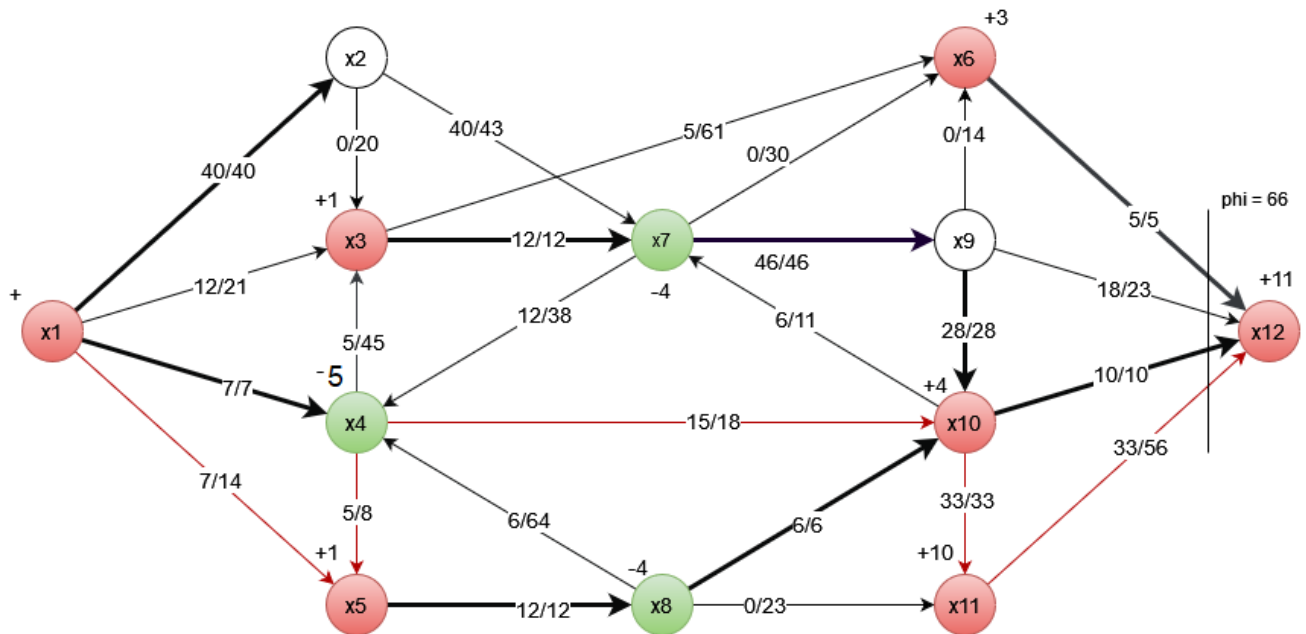 +3
x2
x6
40/43
5/61
0/20
0/30
0/14
40/40
phi = 66
+1
5/5
x3
12/12
x7
x9
46/46
+11
+
12/21
-4
18/23
x1
12/38
6/11
28/28
x12
5/45
-5
7/7
+4
10/10
x4
15/18
x10
33/56
7/14
5/8
6/64
6/6
33/33
+1
-4
+10
x5
12/12
x8
0/23
x11